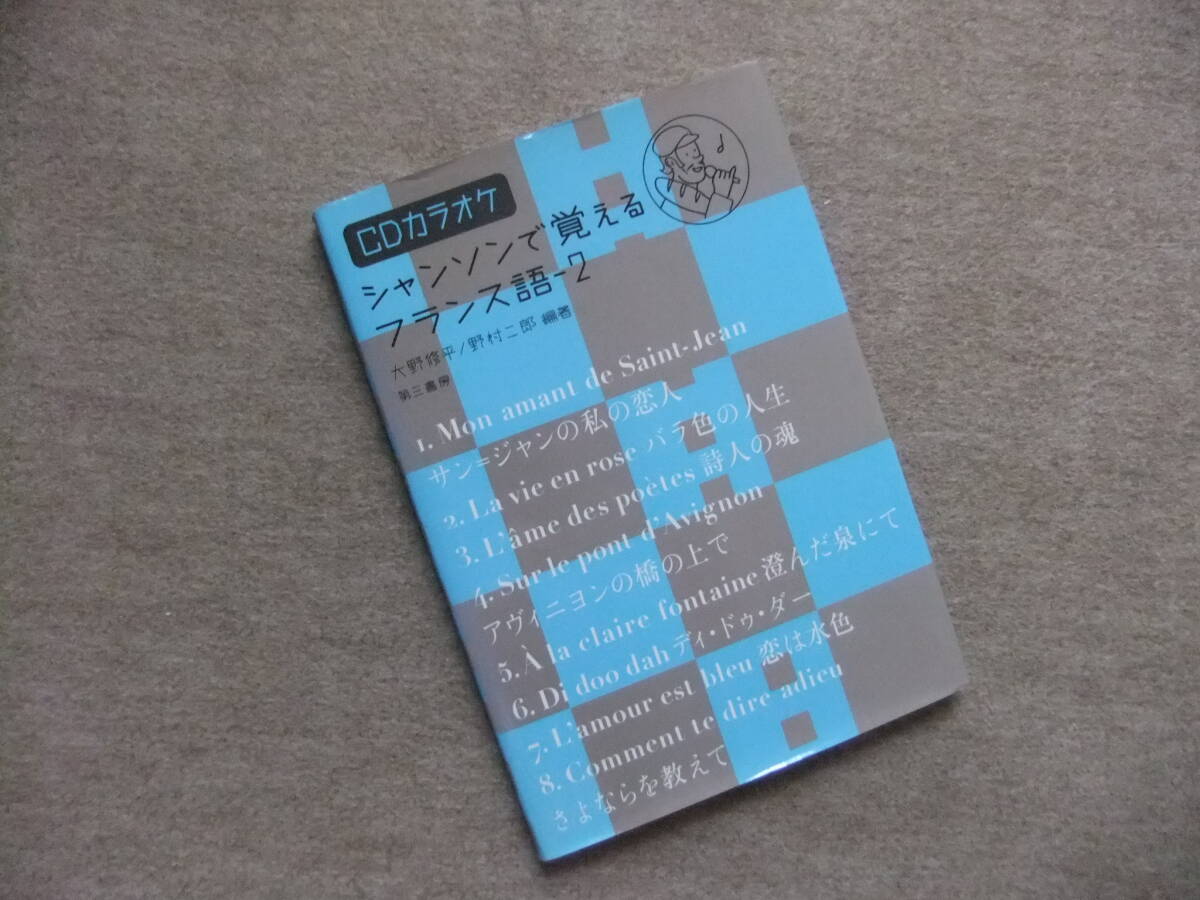 CDカラオケ
シャンソンで覚える
フランス語-2
大野修平/野村二郎 編著
第三書房
1. Mon amant de Saint-Jean
サン=ジャンの私の恋人
2. La vie en rose バラ色の人生
3. L'âme des poètes 詩人の魂
4. Sur le pont d'Avignon
アヴィニヨンの橋の上で
5. À la claire fontaine 澄んだ泉にて
6. Di doo dah ディ・ドゥ・ダー
7. L'amour est bleu 恋は水色
8. Comment te dire adieu
さよならを教えて